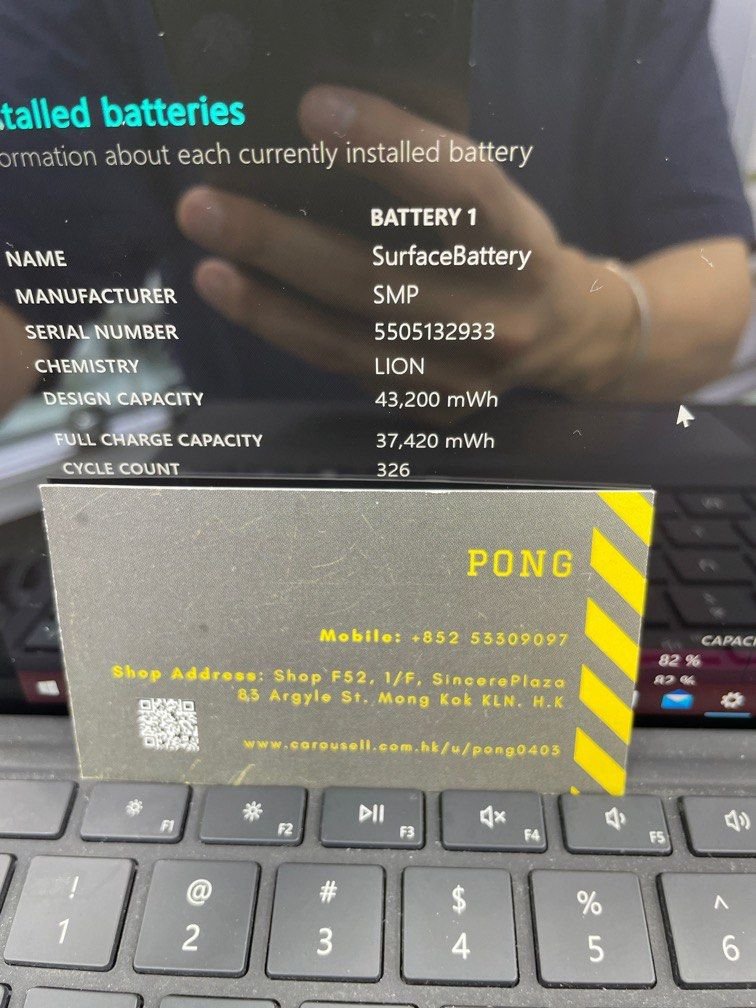 talled batteries
ormation about each currently installed battery
BATTERY 1
NAME SurfaceBattery
MANUFACTURER SMP
SERIAL NUMBER 5505132933
CHEMISTRY LION
DESIGN CAPACITY 43,200 mWh
FULL CHARGE CAPACITY 37,420 mWh
CYCLE COUNT 326
PONG
Mobile: +852 53309097
Shop Address: Shop F52, 1/F, SincerePlaza
83 Argyle St. Mong Kok KLN. H.K
www.carousell.com.hk/u/pong0403
CAPACI
82 %
82 %
F1 F2 F3 F4 F5
! @ # $ % ^
1 2 3 4 5 6